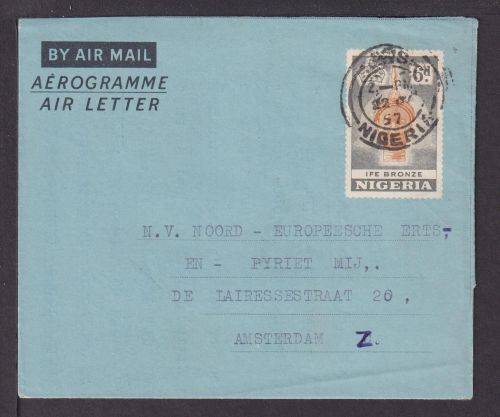 BY AIR MAIL
AÉROGRAMME
AIR LETTER
6d
57
NIGERIA
IFE BRONZE
NIGERIA
N.V. NOORD - EUROPEESCHE ERTS-
EN - PYRIET MIJ,.
DE LAIRESSESTRAAT 20 ,
AMSTERDAM Z.